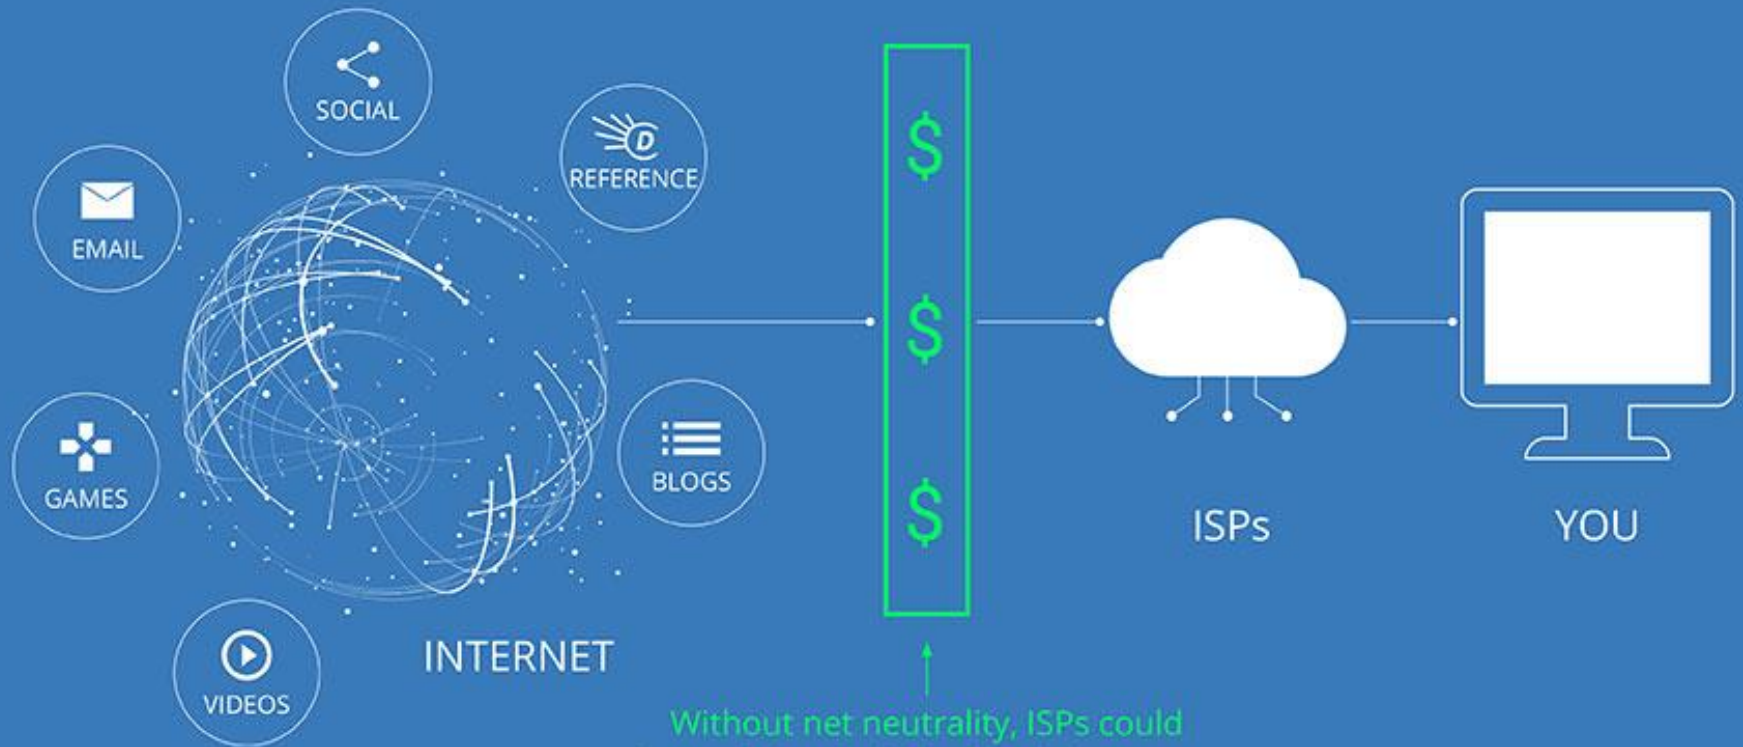 SOCIAL
D
REFERENCE
EMAIL
$
$
$
GAMES
BLOGS
VIDEOS
INTERNET
ISPs
YOU
Without net neutrality, ISPs could